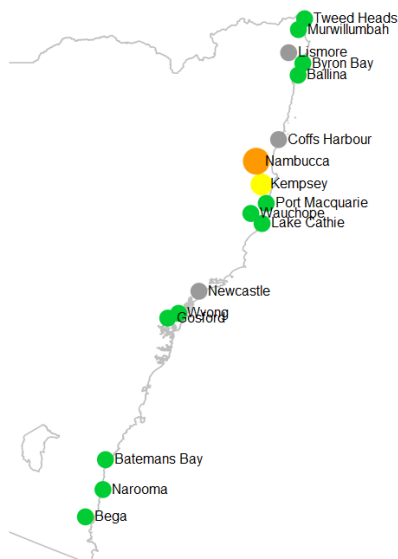 Tweed Heads
Murwillumbah
Lismore
Byron Bay
Ballina
Coffs Harbour
Nambucca
Kempsey
Port Macquarie
Wauchope
Lake Cathie
Newcastle
Wyong
Gosford
Batemans Bay
Narooma
Bega